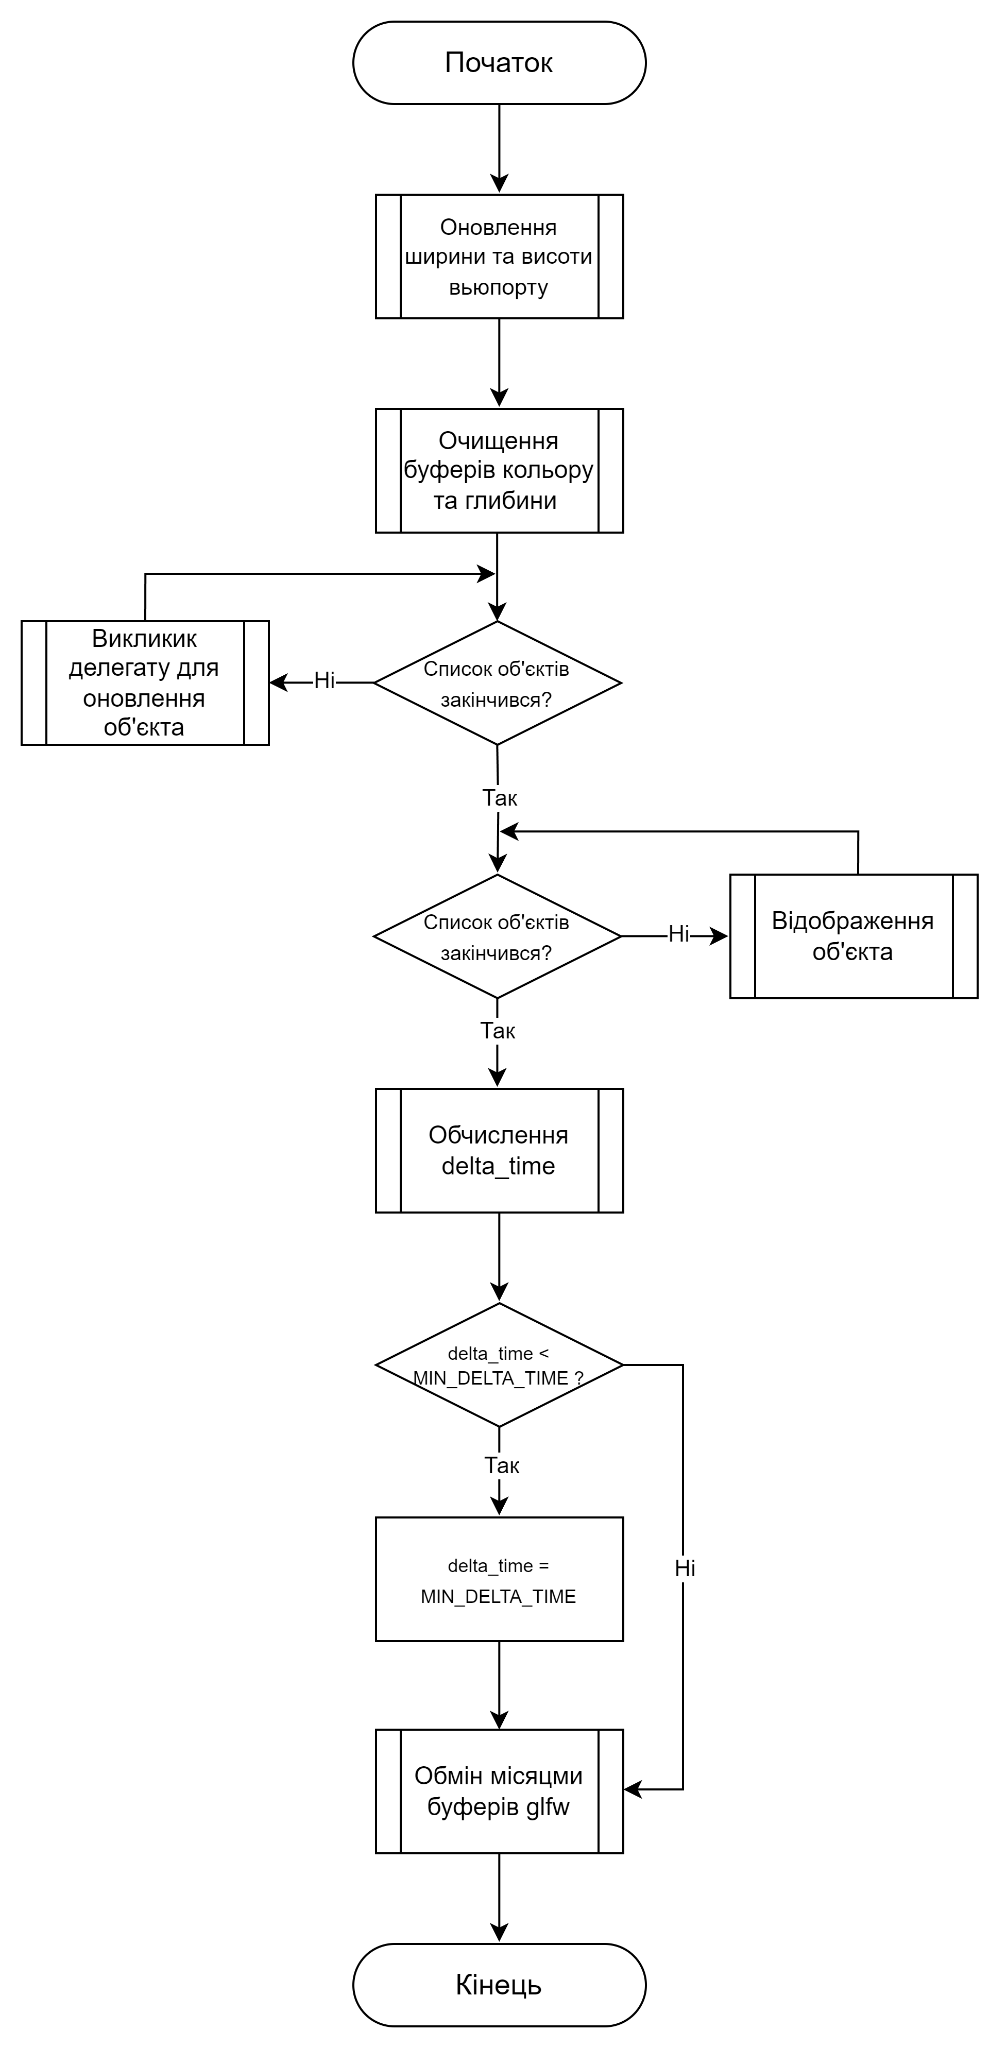 Початок
Оновлення
ширини та висоти
вьюпорту
Очищення
буферів кольору
та глибини
Викликик
делегату для
оновлення
об'єкта
Ні
Список об'єктів
закінчився?
Так
Список об'єктів
закінчився?
Ні
Відображення
об'єкта
Так
Обчислення
delta_time
delta_time <
MIN_DELTA_TIME ?
Так
delta_time =
MIN_DELTA_TIME
Ні
Обмін місяцми
буферів glfw
Кінець